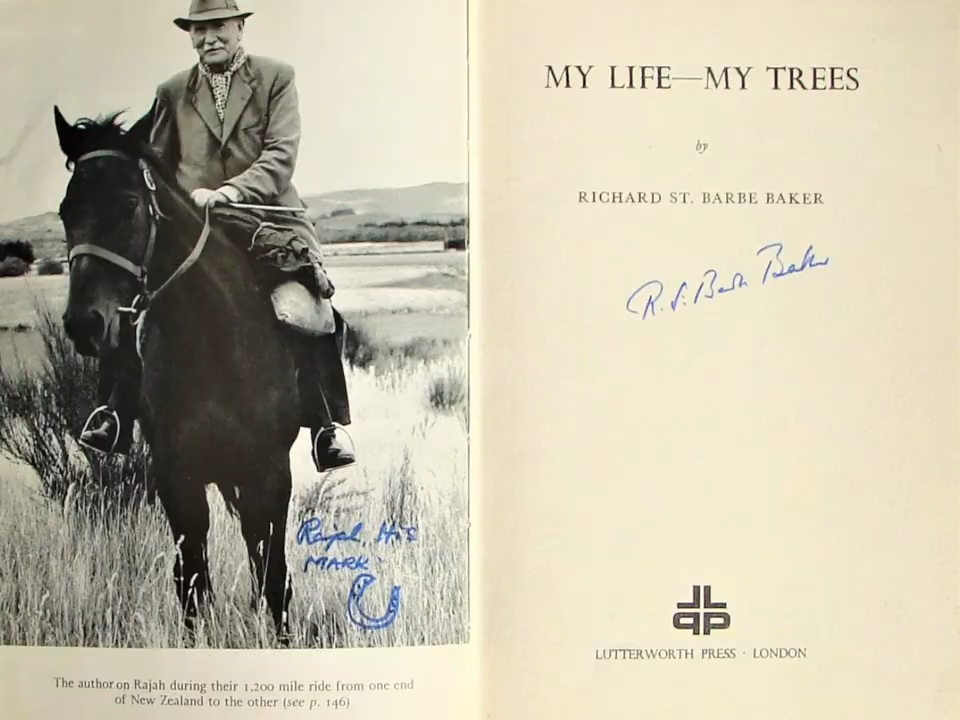 Rajah, His
MARK:
The author on Rajah during their 1,200 mile ride from one end
of New Zealand to the other (see p. 146)
MY LIFE—MY TREES
by
RICHARD ST. BARBE BAKER
R. St. Barbe Baker
LUTTERWORTH PRESS · LONDON